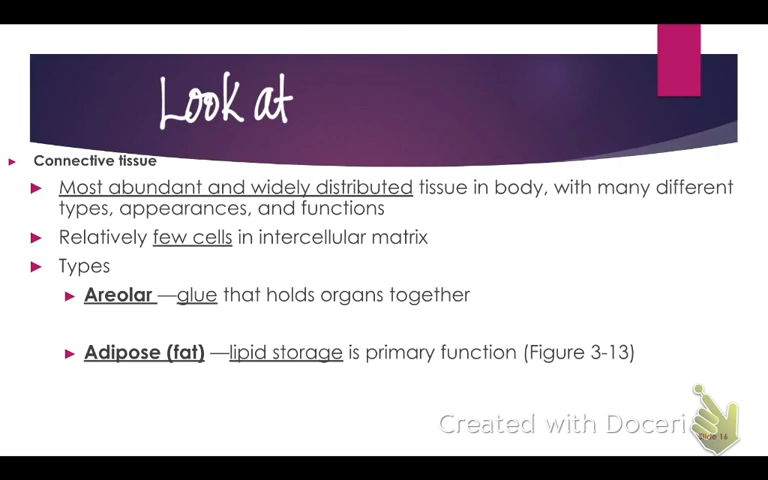 Look at
Connective tissue
Most abundant and widely distributed tissue in body, with many different
types, appearances, and functions
Relatively few cells in intercellular matrix
Types
Areolar —glue that holds organs together
Adipose (fat) —lipid storage is primary function (Figure 3-13)
Created with Doceri
Slide 16